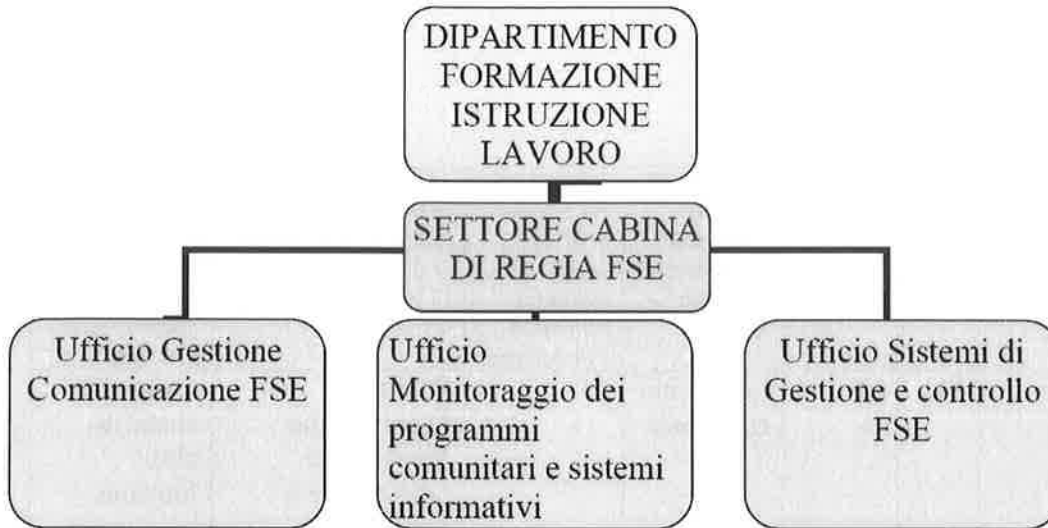 DIPARTIMENTO
FORMAZIONE
ISTRUZIONE
LAVORO
SETTORE CABINA
DI REGIA FSE
Ufficio Gestione
Comunicazione FSE
Ufficio
Monitoraggio dei
programmi
comunitari e sistemi
informativi
Ufficio Sistemi di
Gestione e controllo
FSE